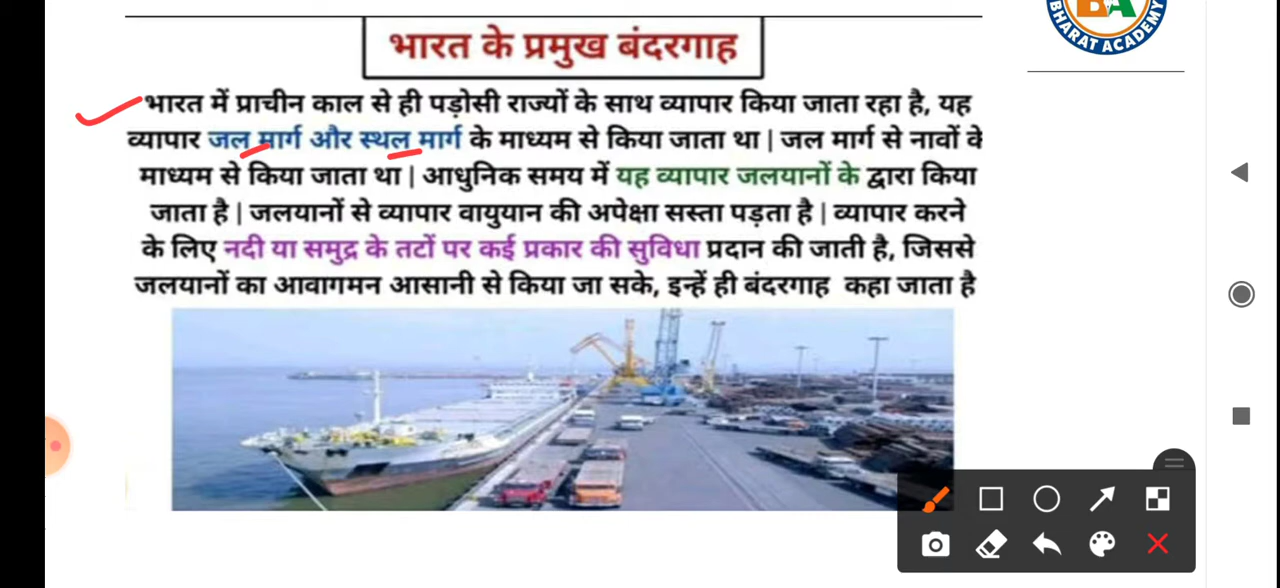 BA
BHARAT ACADEMY
भारत के प्रमुख बंदरगाह
भारत में प्राचीन काल से ही पड़ोसी राज्यों के साथ व्यापार किया जाता रहा है, यह
व्यापार जल मार्ग और स्थल मार्ग के माध्यम से किया जाता था | जल मार्ग से नावों के
माध्यम से किया जाता था | आधुनिक समय में यह व्यापार जलयानों के द्वारा किया
जाता है | जलयानों से व्यापार वायुयान की अपेक्षा सस्ता पड़ता है | व्यापार करने
के लिए नदी या समुद्र के तटों पर कई प्रकार की सुविधा प्रदान की जाती है, जिससे
जलयानों का आवागमन आसानी से किया जा सके, इन्हें ही बंदरगाह कहा जाता है